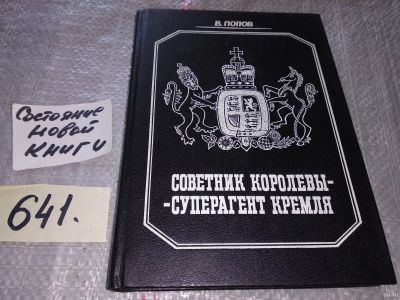 В. ПОПОВ
СОВЕТНИК КОРОЛЕВЫ-
-СУПЕРАГЕНТ КРЕМЛЯ
Состояние
новой
книги
641.